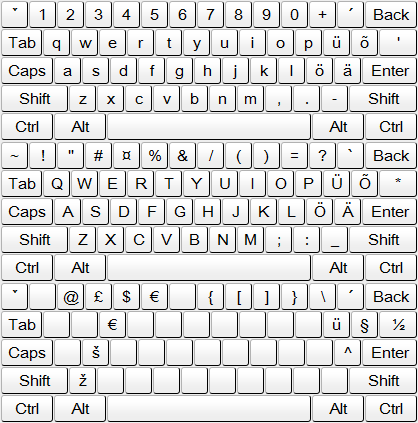 ˇ 1 2 3 4 5 6 7 8 9 0 + ´ Back
Tab q w e r t y u i o p ü õ '
Caps a s d f g h j k l ö ä Enter
Shift z x c v b n m , . - Shift
Ctrl Alt Alt Ctrl
~ ! " # ¤ % & / ( ) = ? ` Back
Tab Q W E R T Y U I O P Ü Õ *
Caps A S D F G H J K L Ö Ä Enter
Shift Z X C V B N M ; : _ Shift
Ctrl Alt Alt Ctrl
ˇ @ £ $ € { [ ] } \ ´ Back
Tab € ü § ½
Caps š ^ Enter
Shift ž Shift
Ctrl Alt Alt Ctrl